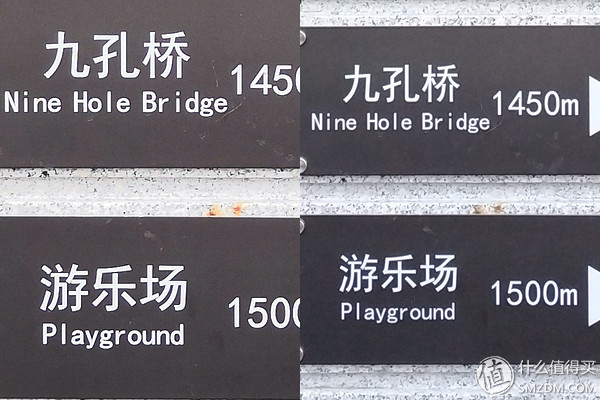 九孔桥
Nine Hole Bridge
1450
游乐场
Playground
1500
九孔桥
Nine Hole Bridge
1450m
游乐场
Playground
1500m
值 什么值得买
SMZDM.COM